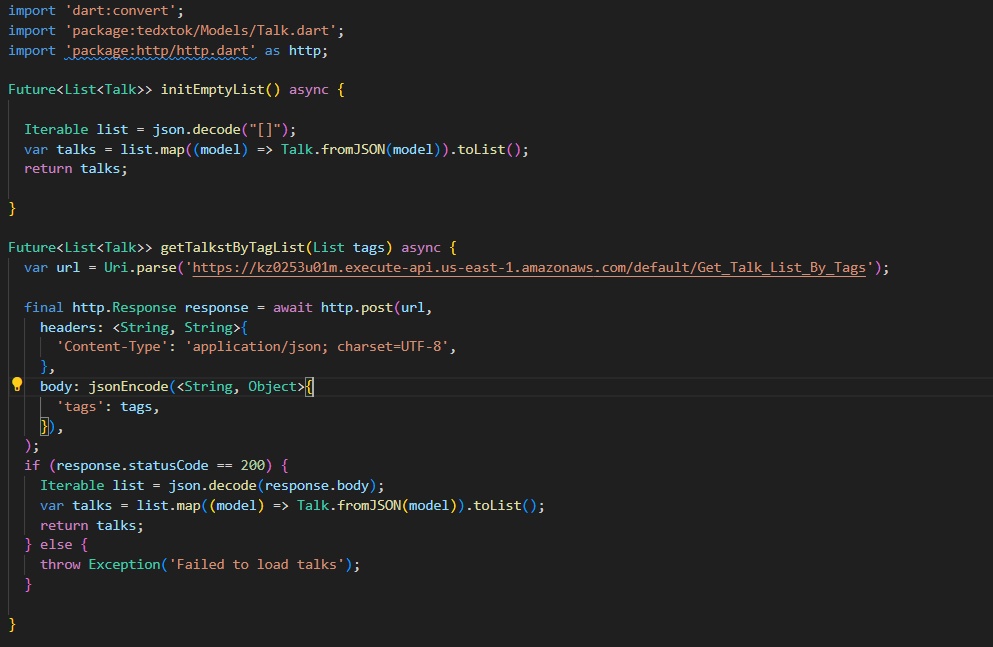 import 'dart:convert';
import 'package:tedxtok/Models/Talk.dart';
import 'package:http/http.dart' as http;
Future<List<Talk>> initEmptyList() async {
Iterable list = json.decode("[]");
var talks = list.map((model) => Talk.fromJSON(model)).toList();
return talks;
}
Future<List<Talk>> getTalkstByTagList(List tags) async {
var url = Uri.parse('https://kz0253u01m.execute-api.us-east-1.amazonaws.com/default/Get_Talk_List_By_Tags');
final http.Response response = await http.post(url,
headers: <String, String>{
'Content-Type': 'application/json; charset=UTF-8',
},
body: jsonEncode(<String, Object>{
'tags': tags,
}),
);
if (response.statusCode == 200) {
Iterable list = json.decode(response.body);
var talks = list.map((model) => Talk.fromJSON(model)).toList();
return talks;
} else {
throw Exception('Failed to load talks');
}
}